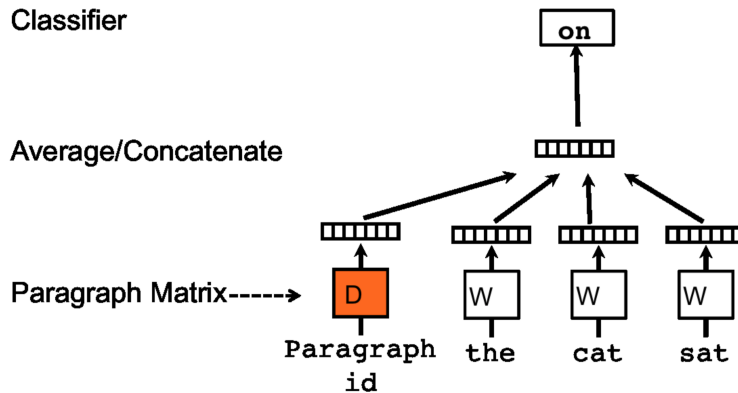 Classifier
on
Average/Concatenate
Paragraph Matrix
D
W
W
W
Paragraph
id
the
cat
sat